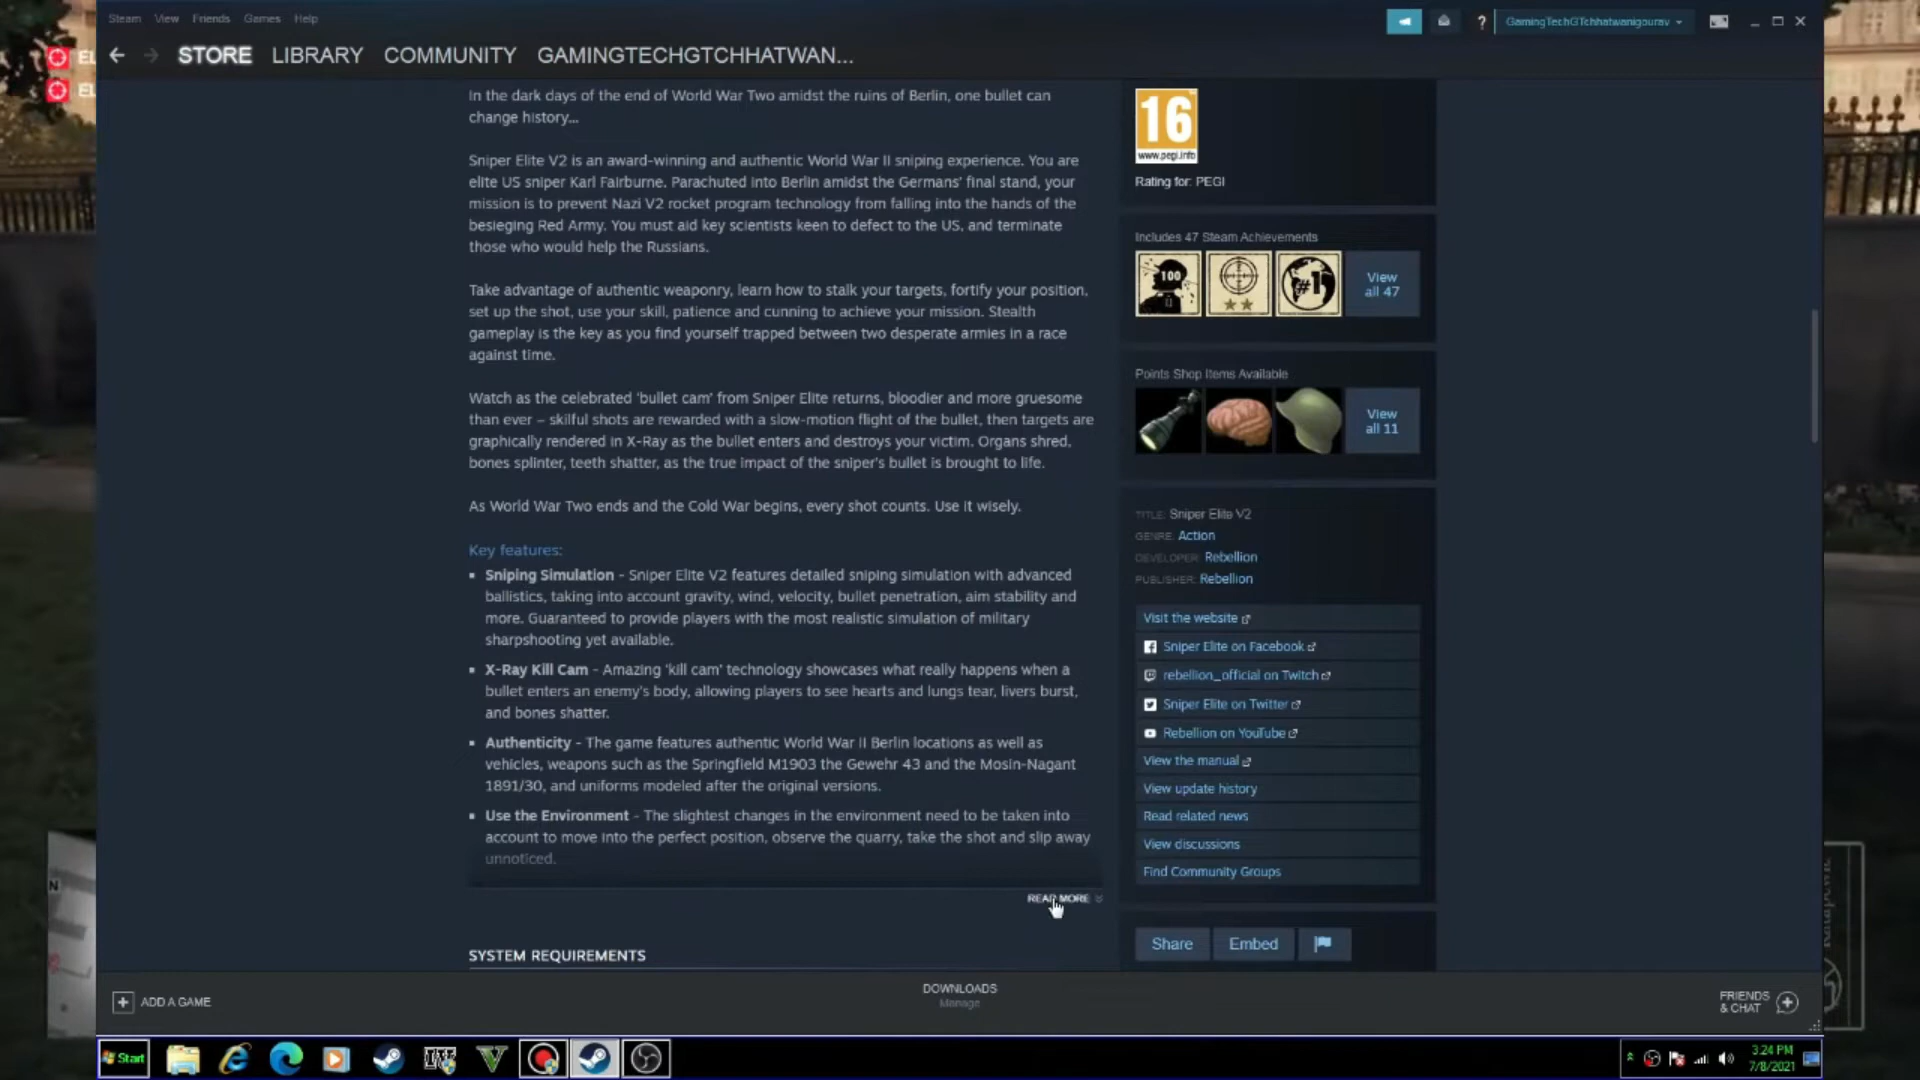 Steam View Friends Games Help
? GamingTechGTchhatwanigourav
STORE LIBRARY COMMUNITY GAMINGTECHGTCHHATWAN...
EL
EL
In the dark days of the end of World War Two amidst the ruins of Berlin, one bullet can
change history...
Sniper Elite V2 is an award-winning and authentic World War II sniping experience. You are
elite US sniper Karl Fairburne. Parachuted into Berlin amidst the Germans' final stand, your
mission is to prevent Nazi V2 rocket program technology from falling into the hands of the
besieging Red Army. You must aid key scientists keen to defect to the US, and terminate
those who would help the Russians.
Take advantage of authentic weaponry, learn how to stalk your targets, fortify your position,
set up the shot, use your skill, patience and cunning to achieve your mission. Stealth
gameplay is the key as you find yourself trapped between two desperate armies in a race
against time.
Watch as the celebrated 'bullet cam' from Sniper Elite returns, bloodier and more gruesome
than ever – skilful shots are rewarded with a slow-motion flight of the bullet, then targets are
graphically rendered in X-Ray as the bullet enters and destroys your victim. Organs shred,
bones splinter, teeth shatter, as the true impact of the sniper's bullet is brought to life.
As World War Two ends and the Cold War begins, every shot counts. Use it wisely.
Key features:
Sniping Simulation - Sniper Elite V2 features detailed sniping simulation with advanced
ballistics, taking into account gravity, wind, velocity, bullet penetration, aim stability and
more. Guaranteed to provide players with the most realistic simulation of military
sharpshooting yet available.
X-Ray Kill Cam - Amazing 'kill cam' technology showcases what really happens when a
bullet enters an enemy's body, allowing players to see hearts and lungs tear, livers burst,
and bones shatter.
Authenticity - The game features authentic World War II Berlin locations as well as
vehicles, weapons such as the Springfield M1903 the Gewehr 43 and the Mosin-Nagant
1891/30, and uniforms modeled after the original versions.
Use the Environment - The slightest changes in the environment need to be taken into
account to move into the perfect position, observe the quarry, take the shot and slip away
unnoticed.
READ MORE
SYSTEM REQUIREMENTS
16
www.pegi.info
Rating for: PEGI
Includes 47 Steam Achievements
100
#1
View
all 47
Points Shop Items Available
View
all 11
TITLE: Sniper Elite V2
GENRE: Action
DEVELOPER: Rebellion
PUBLISHER: Rebellion
Visit the website
Sniper Elite on Facebook
rebellion_official on Twitch
Sniper Elite on Twitter
Rebellion on YouTube
View the manual
View update history
Read related news
View discussions
Find Community Groups
Share Embed
N
ADD A GAME
DOWNLOADS
Manage
FRIENDS
& CHAT
Start
V
3:24 PM
7/8/2021